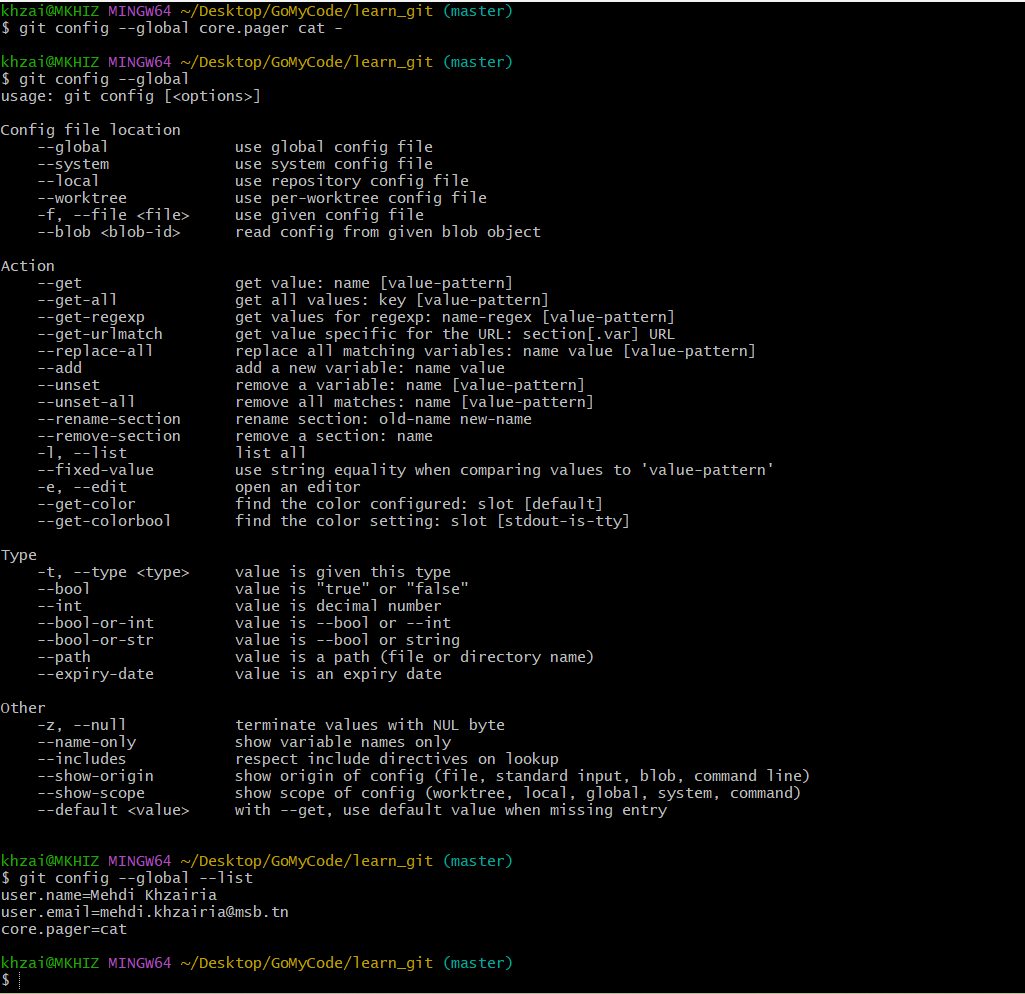 khzai@MKHIZ MINGW64 ~/Desktop/GoMyCode/learn_git (master)
$ git config --global core.pager cat -

khzai@MKHIZ MINGW64 ~/Desktop/GoMyCode/learn_git (master)
$ git config --global
usage: git config [<options>]

Config file location
    --global              use global config file
    --system              use system config file
    --local               use repository config file
    --worktree            use per-worktree config file
    -f, --file <file>     use given config file
    --blob <blob-id>      read config from given blob object

Action
    --get                 get value: name [value-pattern]
    --get-all             get all values: key [value-pattern]
    --get-regexp          get values for regexp: name-regex [value-pattern]
    --get-urlmatch        get value specific for the URL: section[.var] URL
    --replace-all         replace all matching variables: name value [value-pattern]
    --add                 add a new variable: name value
    --unset               remove a variable: name [value-pattern]
    --unset-all           remove all matches: name [value-pattern]
    --rename-section      rename section: old-name new-name
    --remove-section      remove a section: name
    -l, --list            list all
    --fixed-value         use string equality when comparing values to 'value-pattern'
    -e, --edit            open an editor
    --get-color           find the color configured: slot [default]
    --get-colorbool       find the color setting: slot [stdout-is-tty]

Type
    -t, --type <type>     value is given this type
    --bool                value is "true" or "false"
    --int                 value is decimal number
    --bool-or-int         value is --bool or --int
    --bool-or-str         value is --bool or string
    --path                value is a path (file or directory name)
    --expiry-date         value is an expiry date

Other
    -z, --null            terminate values with NUL byte
    --name-only           show variable names only
    --includes            respect include directives on lookup
    --show-origin         show origin of config (file, standard input, blob, command line)
    --show-scope          show scope of config (worktree, local, global, system, command)
    --default <value>     with --get, use default value when missing entry

khzai@MKHIZ MINGW64 ~/Desktop/GoMyCode/learn_git (master)
$ git config --global --list
user.name=Mehdi Khzairia
user.email=mehdi.khzairia@msb.tn
core.pager=cat

khzai@MKHIZ MINGW64 ~/Desktop/GoMyCode/learn_git (master)
$